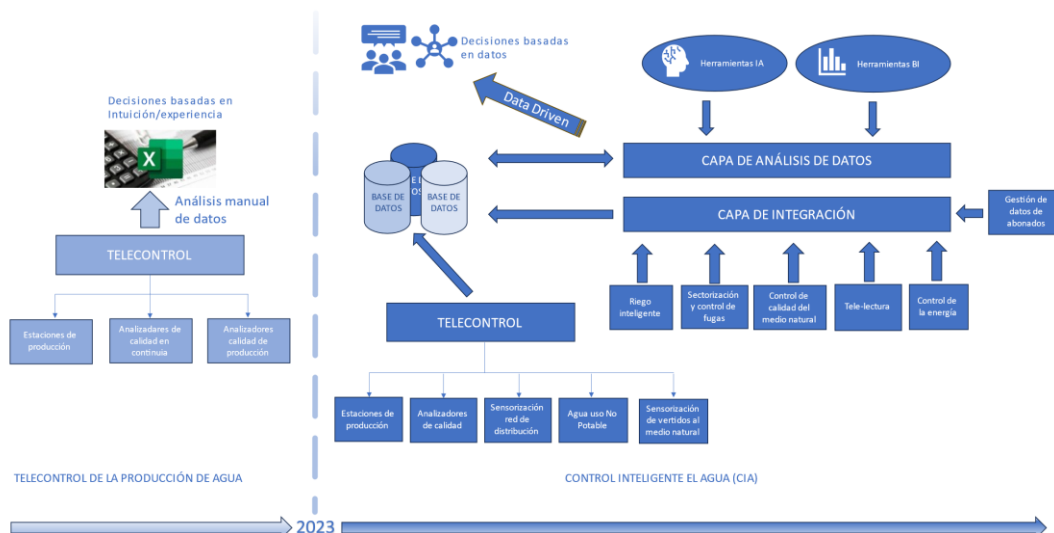 Decisiones basadas en
Intuición/experiencia
X
Análisis manual
de datos
TELECONTROL
Estaciones de
producción
Analizadares de
calidad en
continuia
Analizadores
calidad de
producción
TELECONTROL DE LA PRODUCCIÓN DE AGUA
2023
Decisiones basadas
en datos
Data Driven
Herramientas IA
Herramientas BI
CAPA DE ANÁLISIS DE DATOS
BASE DE
DATOS
BASE DE
DATOS
CAPA DE INTEGRACIÓN
Gestión de
datos de
abonados
Riego
inteligente
Sectorización
y control de
fugas
Control de
calidad del
medio natural
Tele-lectura
Control de
la energía
TELECONTROL
Estaciones de
producción
Analizadores
de calidad
Sensorización
red de
distribución
Agua uso No
Potable
Sensorización
de vertidos al
medio natural
CONTROL INTELIGENTE EL AGUA (CIA)